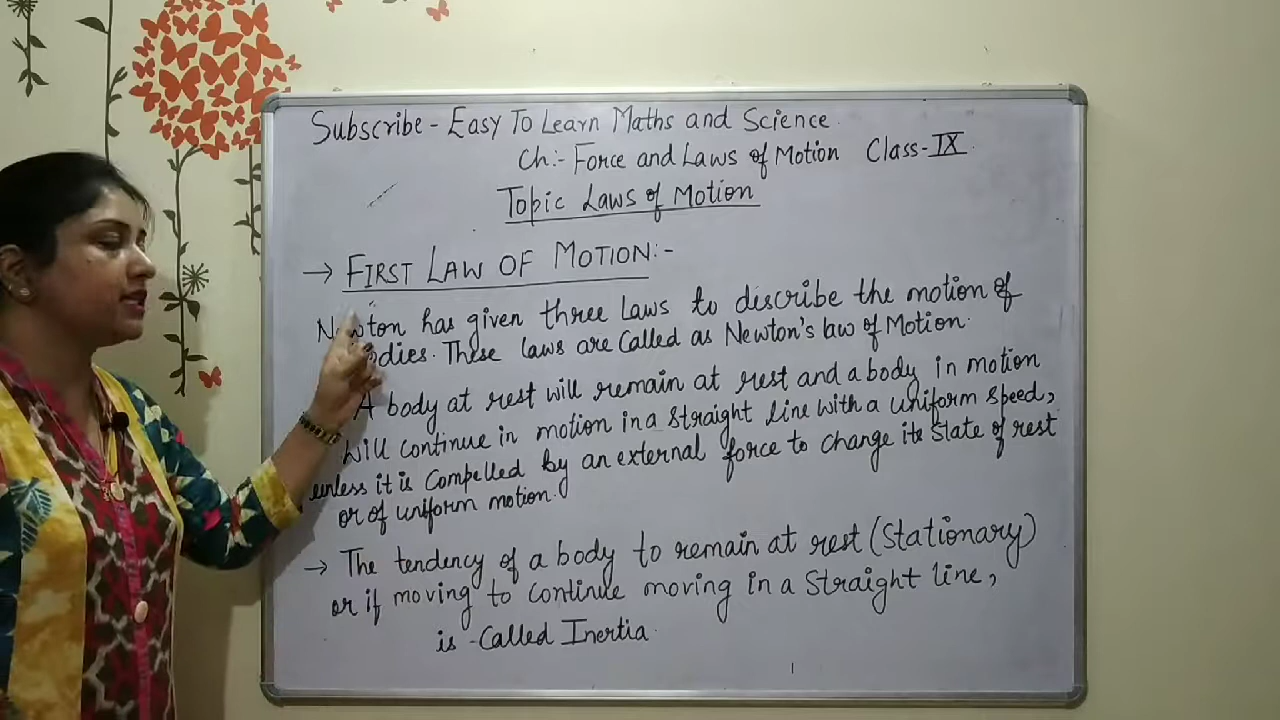 Subscribe - Easy To Learn Maths and Science
Ch:- Force and Laws of Motion Class-IX
Topic Laws of Motion
→ FIRST LAW OF MOTION:-
Newton has given three laws to describe the motion of
bodies. These laws are called as Newton's law of Motion.
A body at rest will remain at rest and a body in motion
will continue in motion in a straight line with a uniform speed,
unless it is compelled by an external force to change its state of rest
or of uniform motion.
→ The tendency of a body to remain at rest (Stationary)
or if moving to continue moving in a straight line,
is called Inertia